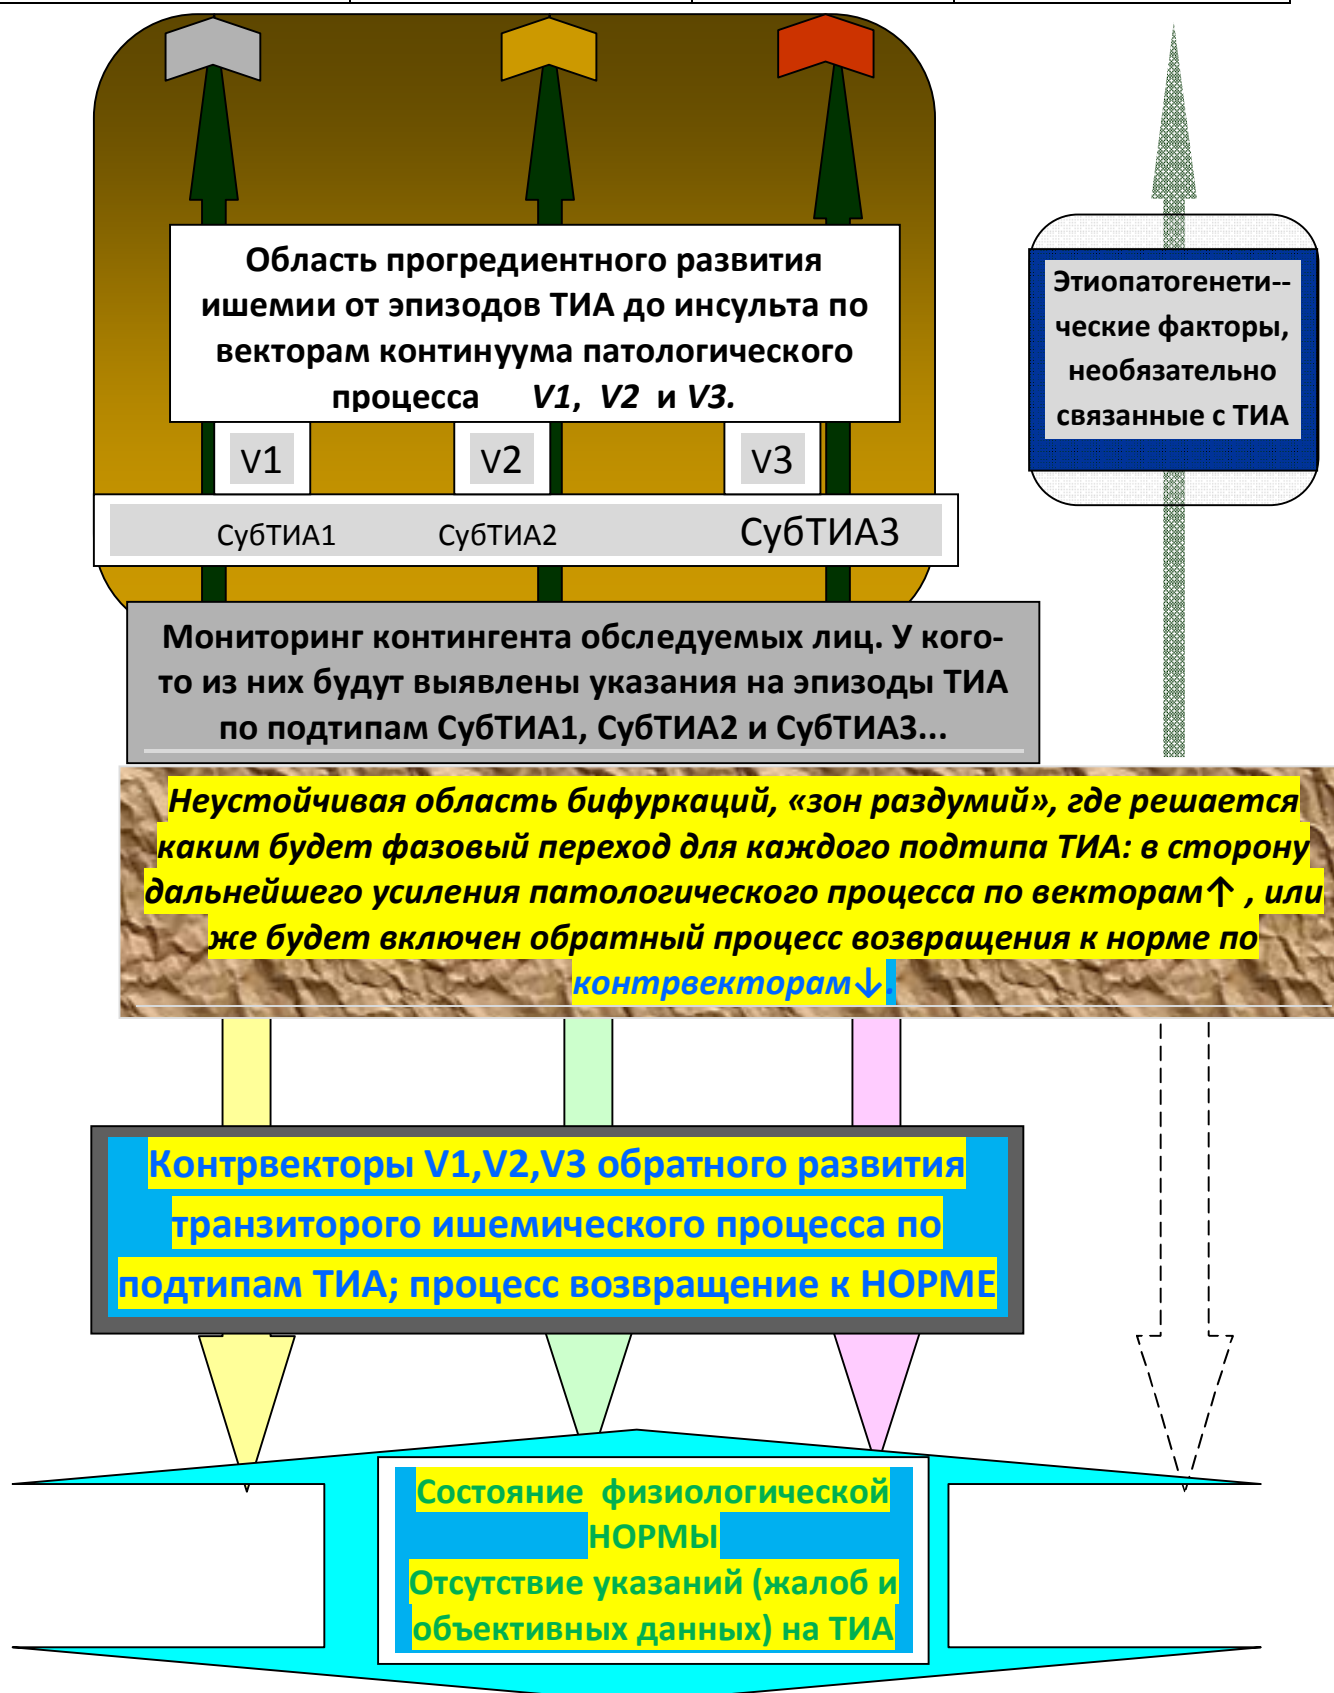 Область прогредиентного развития
ишемии от эпизодов ТИА до инсульта по
векторам континуума патологического
процесса V1, V2 и V3.
Этиопатогенети--
ческие факторы,
необязательно
связанные с ТИА
V1 V2 V3
СубТИА1 СубТИА2 СубТИА3
Мониторинг контингента обследуемых лиц. У кого-
то из них будут выявлены указания на эпизоды ТИА
по подтипам СубТИА1, СубТИА2 и СубТИА3...
Неустойчивая область бифуркаций, «зон раздумий», где решается
каким будет фазовый переход для каждого подтипа ТИА: в сторону
дальнейшего усиления патологического процесса по векторам↑ , или
же будет включен обратный процесс возвращения к норме по
контрвекторам↓.
Контрвекторы V1,V2,V3 обратного развития
транзиторого ишемического процесса по
подтипам ТИА; процесс возвращение к НОРМЕ
Состояние физиологической
НОРМЫ
Отсутствие указаний (жалоб и
объективных данных) на ТИА